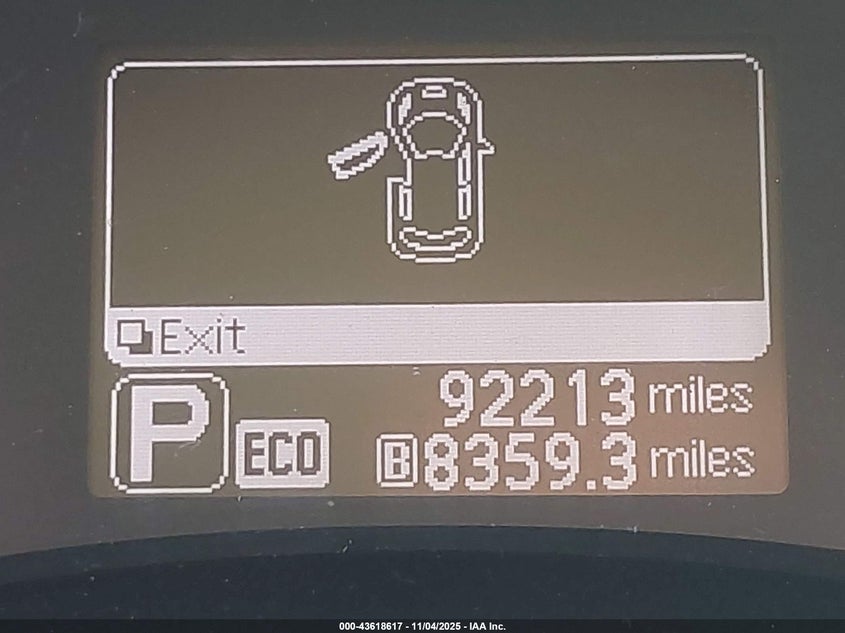 Exit
P ECO 92213 miles
B 8359.3 miles
000-43618617 - 11/04/2025 - IAA Inc.